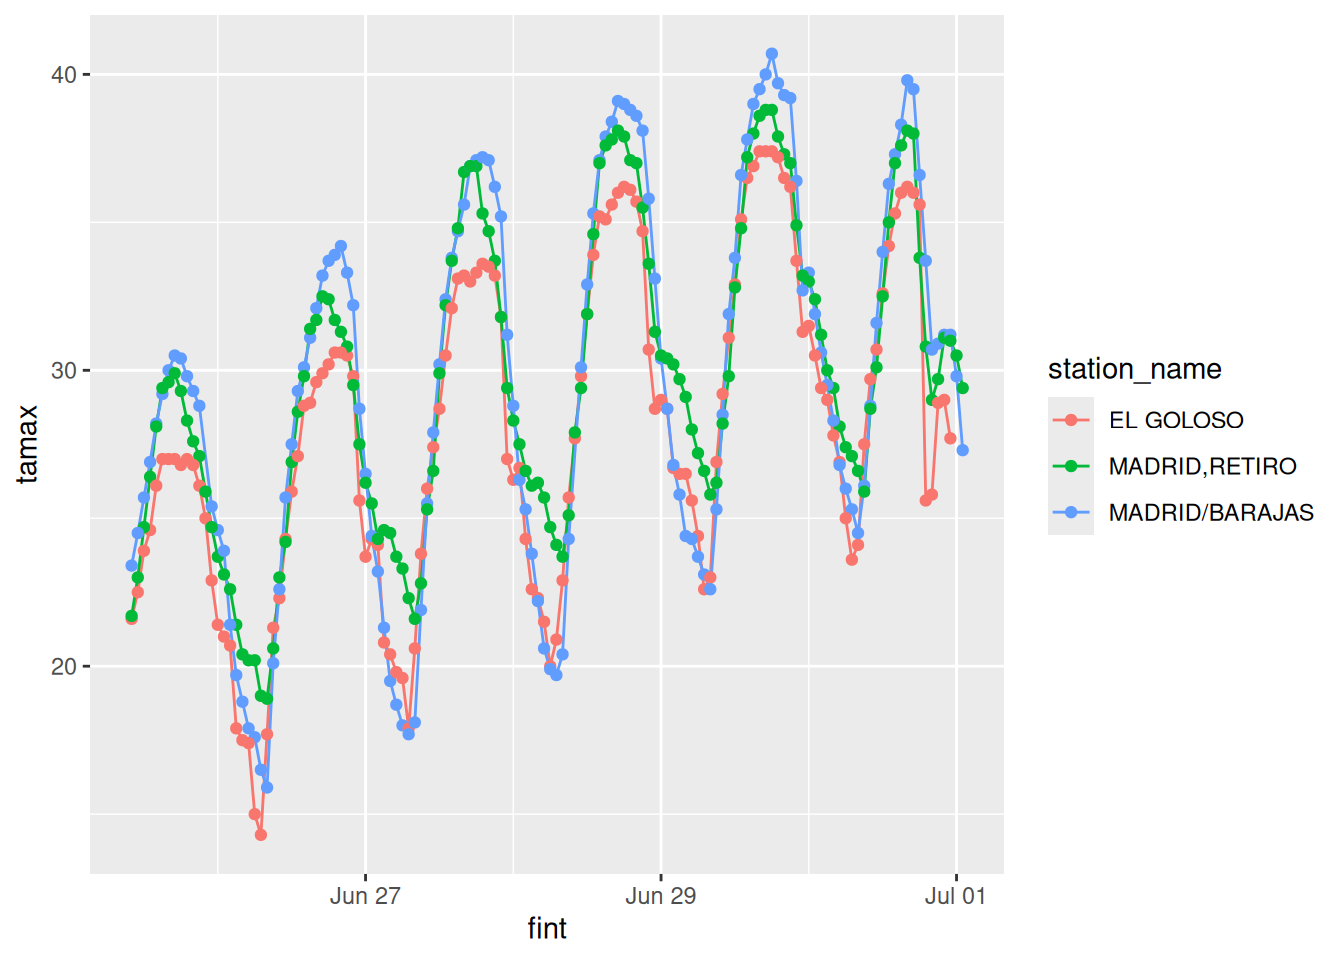 40
30
20
tamax
Jun 27
Jun 29
Jul 01
fint
station_name
EL GOLOSO
MADRID,RETIRO
MADRID/BARAJAS